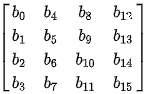 b₀ b₄ b₈ b₁₂
b₁ b₅ b₉ b₁₃
b₂ b₆ b₁₀ b₁₄
b₃ b₇ b₁₁ b₁₅